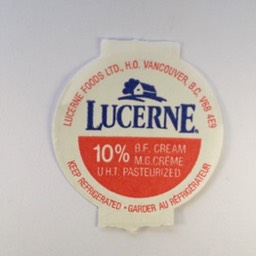 LUCERNE FOODS LTD., H.O. VANCOUVER, B.C. V6B 4E9
LUCERNE
10% B.F. CREAM
M.G. CRÈME
U.H.T. PASTEURIZED
KEEP REFRIGERATED • GARDER AU RÉFRIGÉRATEUR